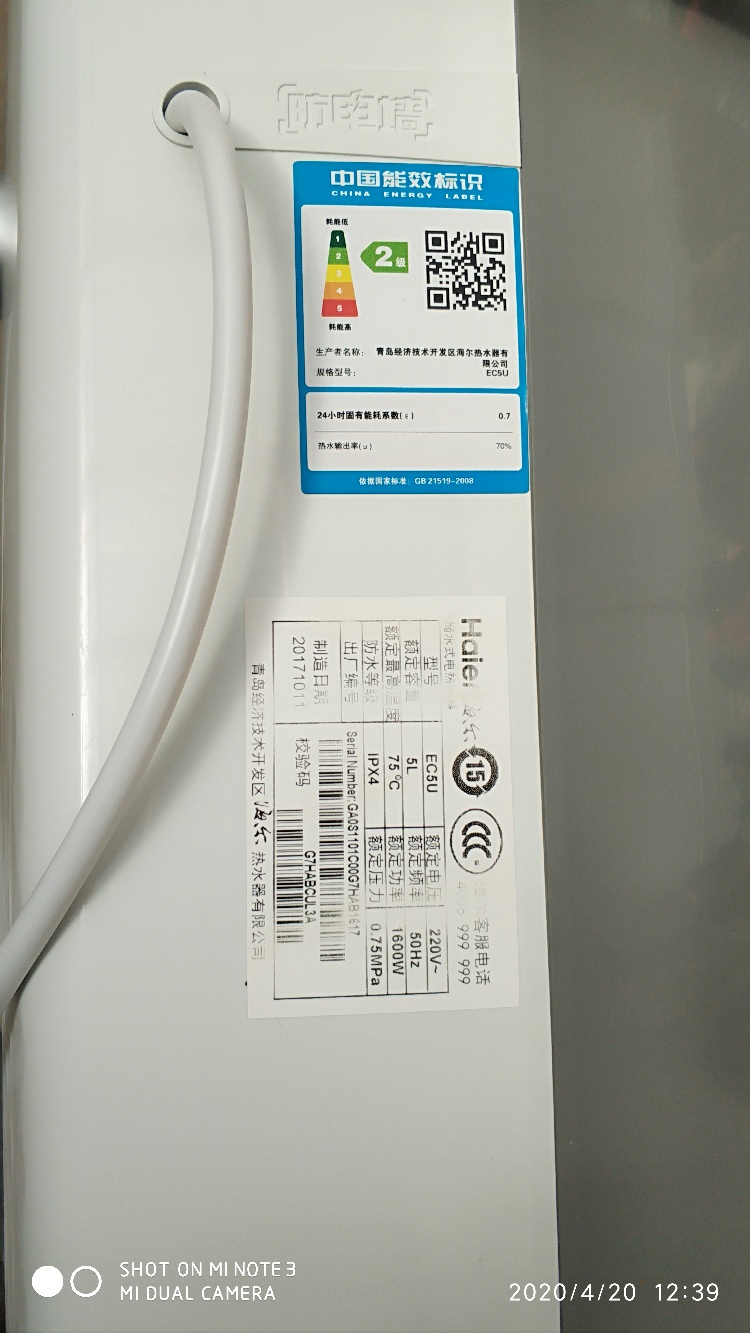 防电墙
中国能效标识
CHINA ENERGY LABEL
耗能低
1
2
3
4
5
耗能高
2级
生产者名称: 青岛经济技术开发区海尔热水器有
限公司
规格型号: EC5U
24小时固有能耗系数(ε) 0.7
热水输出率(μ) 70%
依据国家标准: GB 21519-2008
Haier 海尔
15
CCC
客服电话
999 999
储水式电热
型号 EC5U 额定电压 220V~
额定容量 5L 额定频率 50Hz
额定最高温度 75℃ 额定功率 1600W
防水等级 IPX4 额定压力 0.75MPa
出厂编号 Serial Number:GA0S1101C00G7HAB1617
制造日期 校验码 G7HABCUL3A
20171011
青岛经济技术开发区海尔热水器有限公司
SHOT ON MI NOTE 3
MI DUAL CAMERA
2020/4/20 12:39